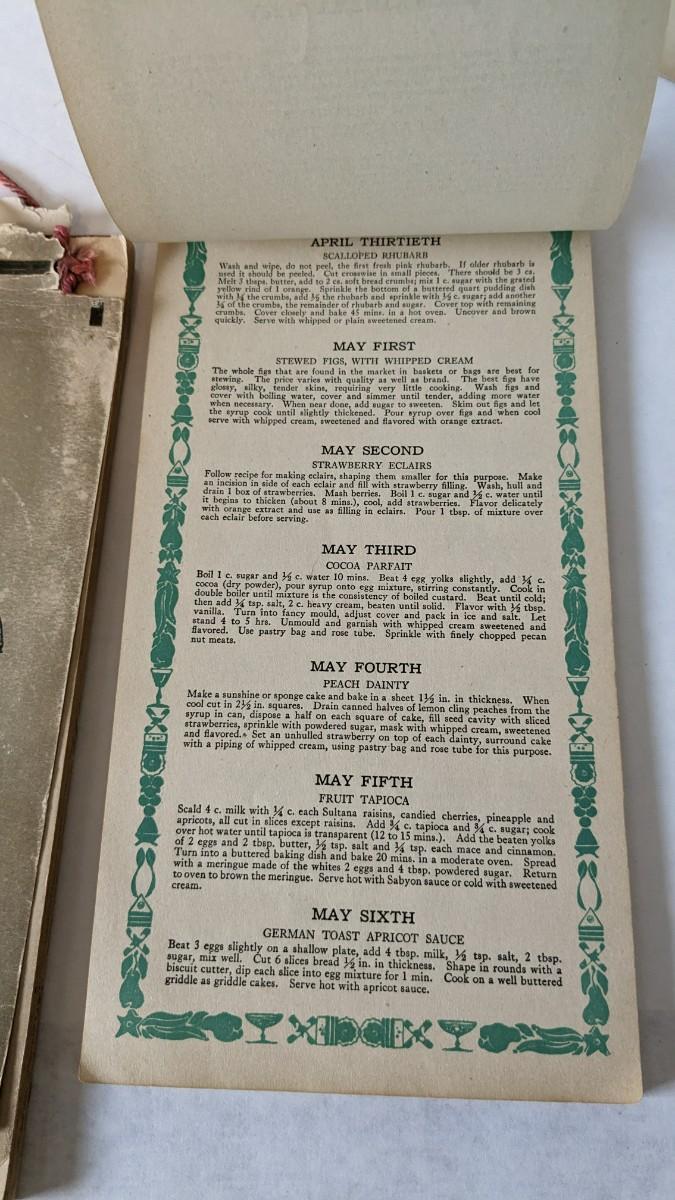 APRIL THIRTIETH
SCALLOPED RHUBARB
Wash and wipe, do not peel, the first fresh pink rhubarb. If older rhubarb is
used it should be peeled. Cut crosswise in small pieces. There should be 3 cs.
Melt 3 tbsps. butter, add to 2 cs. soft bread crumbs; mix 1 c. sugar with the grated
yellow rind of 1 orange. Sprinkle the bottom of a buttered quart pudding dish
with ¼ the crumbs, add ½ the rhubarb and sprinkle with ½ c. sugar; add another
¼ of the crumbs, the remainder of rhubarb and sugar. Cover top with remaining
crumbs. Cover closely and bake 45 mins. in a hot oven. Uncover and brown
quickly. Serve with whipped or plain sweetened cream.
MAY FIRST
STEWED FIGS, WITH WHIPPED CREAM
The whole figs that are found in the market in baskets or bags are best for
stewing. The price varies with quality as well as brand. The best figs have
glossy, silky, tender skins, requiring very little cooking. Wash figs and
cover with boiling water, cover and simmer until tender, adding more water
when necessary. When near done, add sugar to sweeten. Skim out figs and let
the syrup cook until slightly thickened. Pour syrup over figs and when cool
serve with whipped cream, sweetened and flavored with orange extract.
MAY SECOND
STRAWBERRY ECLAIRS
Follow recipe for making eclairs, shaping them smaller for this purpose. Make
an incision in side of each eclair and fill with strawberry filling. Wash, hull and
drain 1 box of strawberries. Mash berries. Boil 1 c. sugar and ½ c. water until
it begins to thicken (about 8 mins.), cool, add strawberries. Flavor delicately
with orange extract and use as filling in eclairs. Pour 1 tbsp. of mixture over
each eclair before serving.
MAY THIRD
COCOA PARFAIT
Boil 1 c. sugar and ½ c. water 10 mins. Beat 4 egg yolks slightly, add ¼ c.
cocoa (dry powder), pour syrup onto egg mixture, stirring constantly. Cook in
double boiler until mixture is the consistency of boiled custard. Beat until cold;
then add ¼ tsp. salt, 2 c. heavy cream, beaten until solid. Flavor with ½ tbsp.
vanilla. Turn into fancy mould, adjust cover and pack in ice and salt. Let
stand 4 to 5 hrs. Unmould and garnish with whipped cream sweetened and
flavored. Use pastry bag and rose tube. Sprinkle with finely chopped pecan
nut meats.
MAY FOURTH
PEACH DAINTY
Make a sunshine or sponge cake and bake in a sheet 1½ in. in thickness. When
cool cut in 2½ in. squares. Drain canned halves of lemon cling peaches from the
syrup in can, dispose a half on each square of cake, fill seed cavity with sliced
strawberries, sprinkle with powdered sugar, mask with whipped cream, sweetened
and flavored. Set an unhulled strawberry on top of each dainty, surround cake
with a piping of whipped cream, using pastry bag and rose tube for this purpose.
MAY FIFTH
FRUIT TAPIOCA
Scald 4 c. milk with ¼ c. each Sultana raisins, candied cherries, pineapple and
apricots, all cut in slices except raisins. Add ¾ c. tapioca and ¾ c. sugar; cook
over hot water until tapioca is transparent (12 to 15 mins.). Add the beaten yolks
of 2 eggs and 2 tbsp. butter, ½ tsp. salt and ¼ tsp. each mace and cinnamon.
Turn into a buttered baking dish and bake 20 mins. in a moderate oven. Spread
with a meringue made of the whites 2 eggs and 4 tbsp. powdered sugar. Return
to oven to brown the meringue. Serve hot with Sabyon sauce or cold with sweetened
cream.
MAY SIXTH
GERMAN TOAST APRICOT SAUCE
Beat 3 eggs slightly on a shallow plate, add 4 tbsp. milk, ½ tsp. salt, 2 tbsp.
sugar, mix well. Cut 6 slices bread ½ in. in thickness. Shape in rounds with a
biscuit cutter, dip each slice into egg mixture for 1 min. Cook on a well buttered
griddle as griddle cakes. Serve hot with apricot sauce.